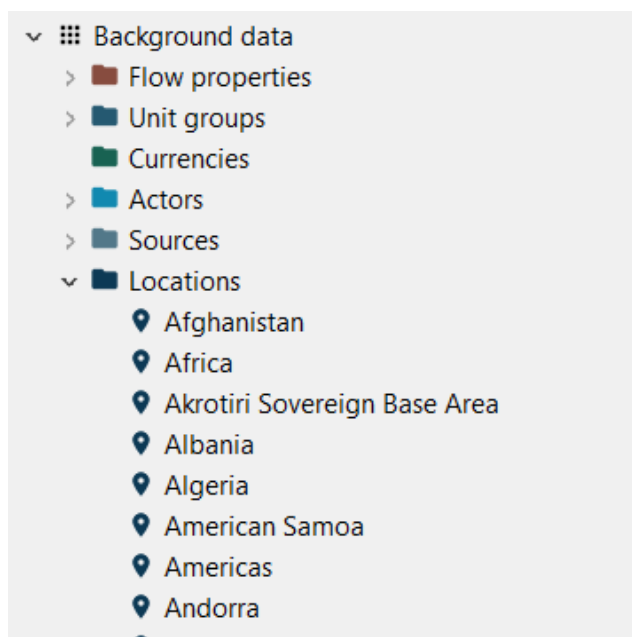 Background data
Flow properties
Unit groups
Currencies
Actors
Sources
Locations
Afghanistan
Africa
Akrotiri Sovereign Base Area
Albania
Algeria
American Samoa
Americas
Andorra